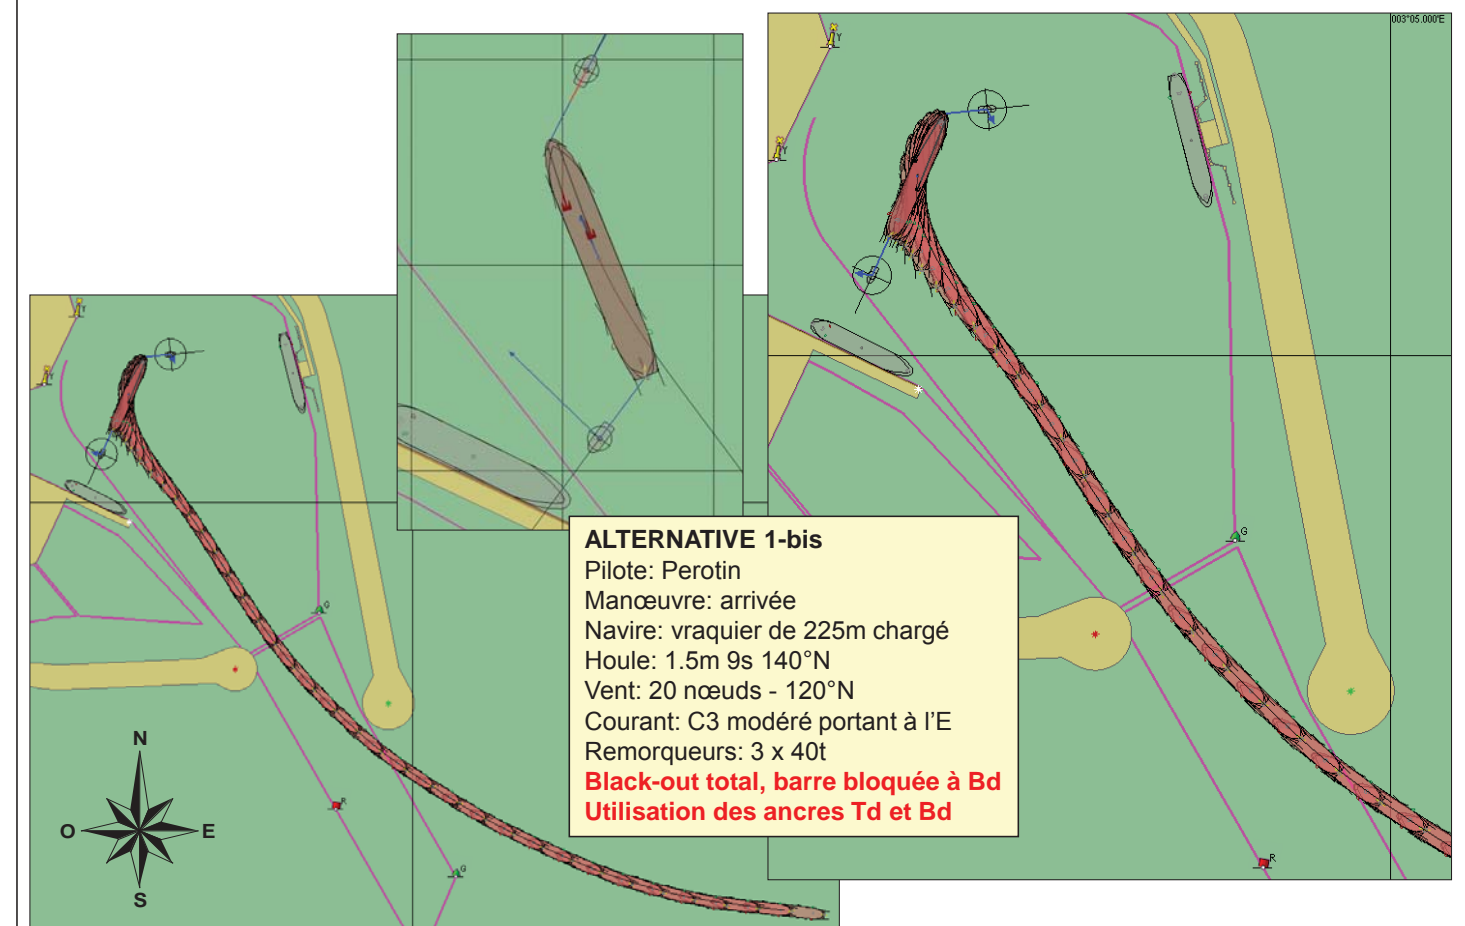 003°05.000'E
Y
Y
G
R
Y
Y
G
R
G
ALTERNATIVE 1-bis
Pilote: Perotin
Manœuvre: arrivée
Navire: vraquier de 225m chargé
Houle: 1.5m 9s 140°N
Vent: 20 nœuds - 120°N
Courant: C3 modéré portant à l’E
Remorqueurs: 3 x 40t
Black-out total, barre bloquée à Bd
Utilisation des ancres Td et Bd
N
O E
S